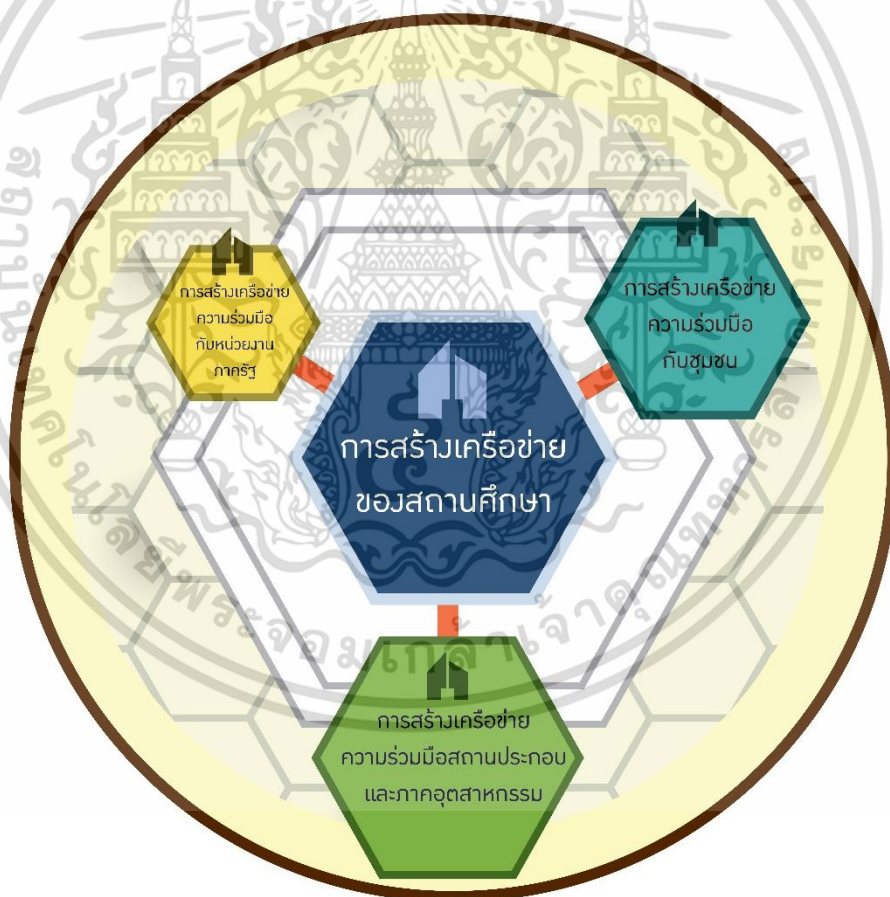 การสร้างเครือข่าย
ความร่วมมือ
กับหน่วยงาน
ภาครัฐ
การสร้างเครือข่าย
ความร่วมมือ
กับชุมชน
การสร้างเครือข่าย
ของสถานศึกษา
การสร้างเครือข่าย
ความร่วมมือสถานประกอบ
และภาคอุตสาหกรรม